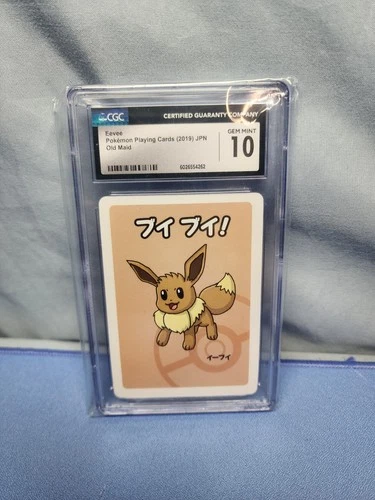 CGC CERTIFIED GUARANTY COMPANY
Eevee
Pokémon Playing Cards (2019) JPN
Old Maid
GEM MINT
10
6036554262
ブイ ブイ!
イーブイ